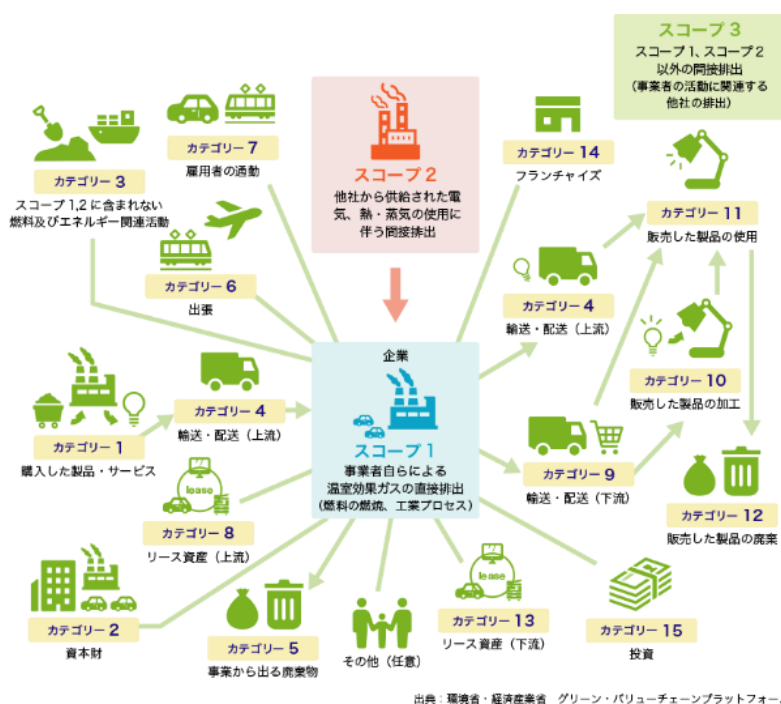 スコープ3
スコープ1、スコープ2
以外の間接排出
(事業者の活動に関連する
他社の排出)
カテゴリー 7
雇用者の通勤
カテゴリー 3
スコープ1,2に含まれない
燃料及びエネルギー関連活動
スコープ2
他社から供給された電
気、熱・蒸気の使用に
伴う間接排出
カテゴリー 14
フランチャイズ
カテゴリー 11
販売した製品の使用
カテゴリー 6
出張
カテゴリー 4
輸送・配送(上流)
企業
スコープ1
事業者自らによる
温室効果ガスの直接排出
(燃料の燃焼、工業プロセス)
カテゴリー 10
販売した製品の加工
カテゴリー 1
購入した製品・サービス
カテゴリー 4
輸送・配送(上流)
カテゴリー 9
輸送・配送(下流)
lease
カテゴリー 8
リース資産(上流)
カテゴリー 12
販売した製品の廃棄
カテゴリー 2
資本財
カテゴリー 5
事業から出る廃棄物
その他(任意)
lease
カテゴリー 13
リース資産(下流)
カテゴリー 15
投資
出典:環境省・経済産業省 グリーン・バリューチェーンプラットフォー